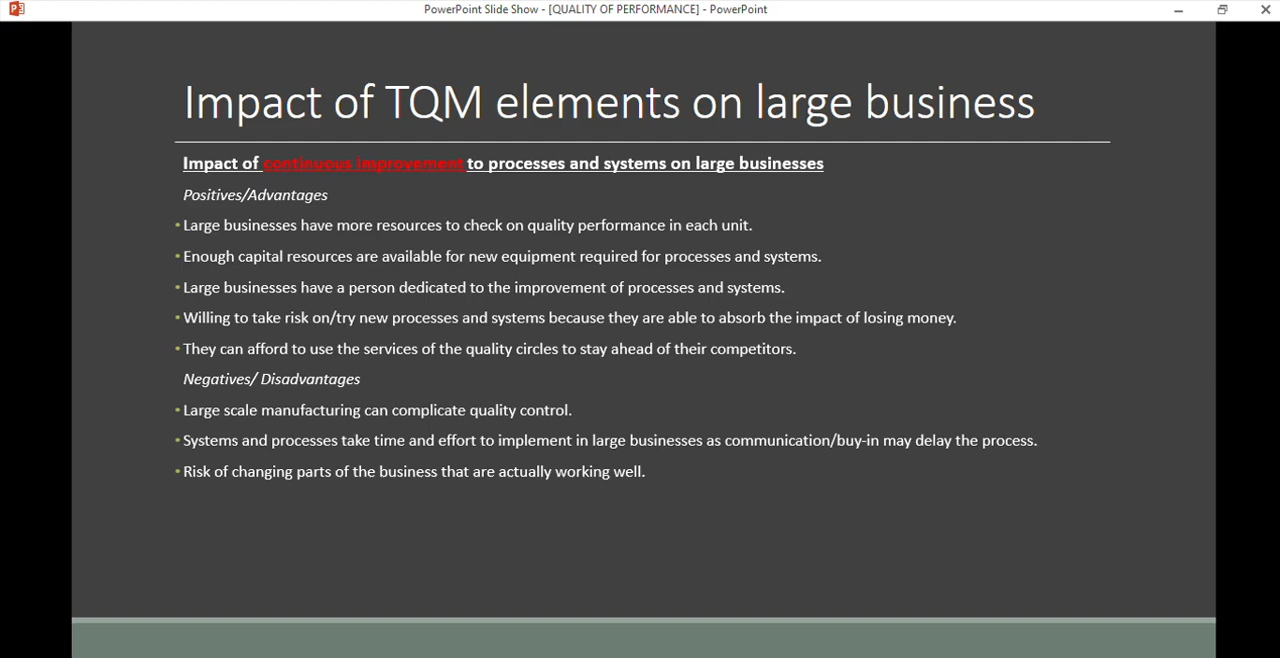 PowerPoint Slide Show - [QUALITY OF PERFORMANCE] - PowerPoint
Impact of TQM elements on large business
Impact of continuous improvement to processes and systems on large businesses
Positives/Advantages
• Large businesses have more resources to check on quality performance in each unit.
• Enough capital resources are available for new equipment required for processes and systems.
• Large businesses have a person dedicated to the improvement of processes and systems.
• Willing to take risk on/try new processes and systems because they are able to absorb the impact of losing money.
• They can afford to use the services of the quality circles to stay ahead of their competitors.
Negatives/ Disadvantages
• Large scale manufacturing can complicate quality control.
• Systems and processes take time and effort to implement in large businesses as communication/buy-in may delay the process.
• Risk of changing parts of the business that are actually working well.